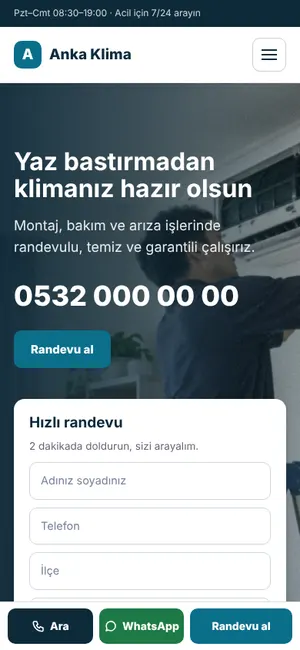 Pzt–Cmt 08:30–19:00 · Acil için 7/24 arayın
A Anka Klima
Yaz bastırmadan
klimanız hazır olsun
Montaj, bakım ve arıza işlerinde
randevulu, temiz ve garantili çalışırız.
0532 000 00 00
Randevu al
Hızlı randevu
2 dakikada doldurun, sizi arayalım.
Adınız soyadınız
Telefon
İlçe
Ara WhatsApp Randevu al